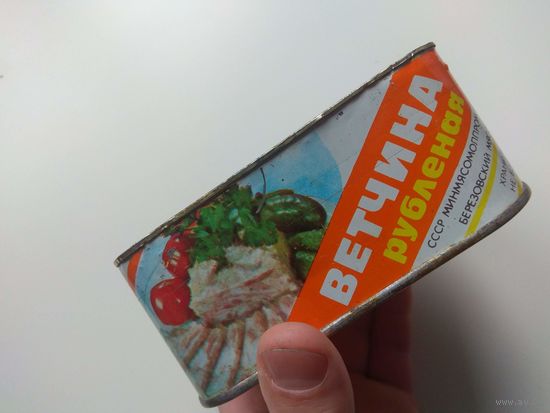 ВЕТЧИНА
рубленая
СССР МИНМЯСОМОЛПРОМ
БЕРЕЗОВСКИЙ